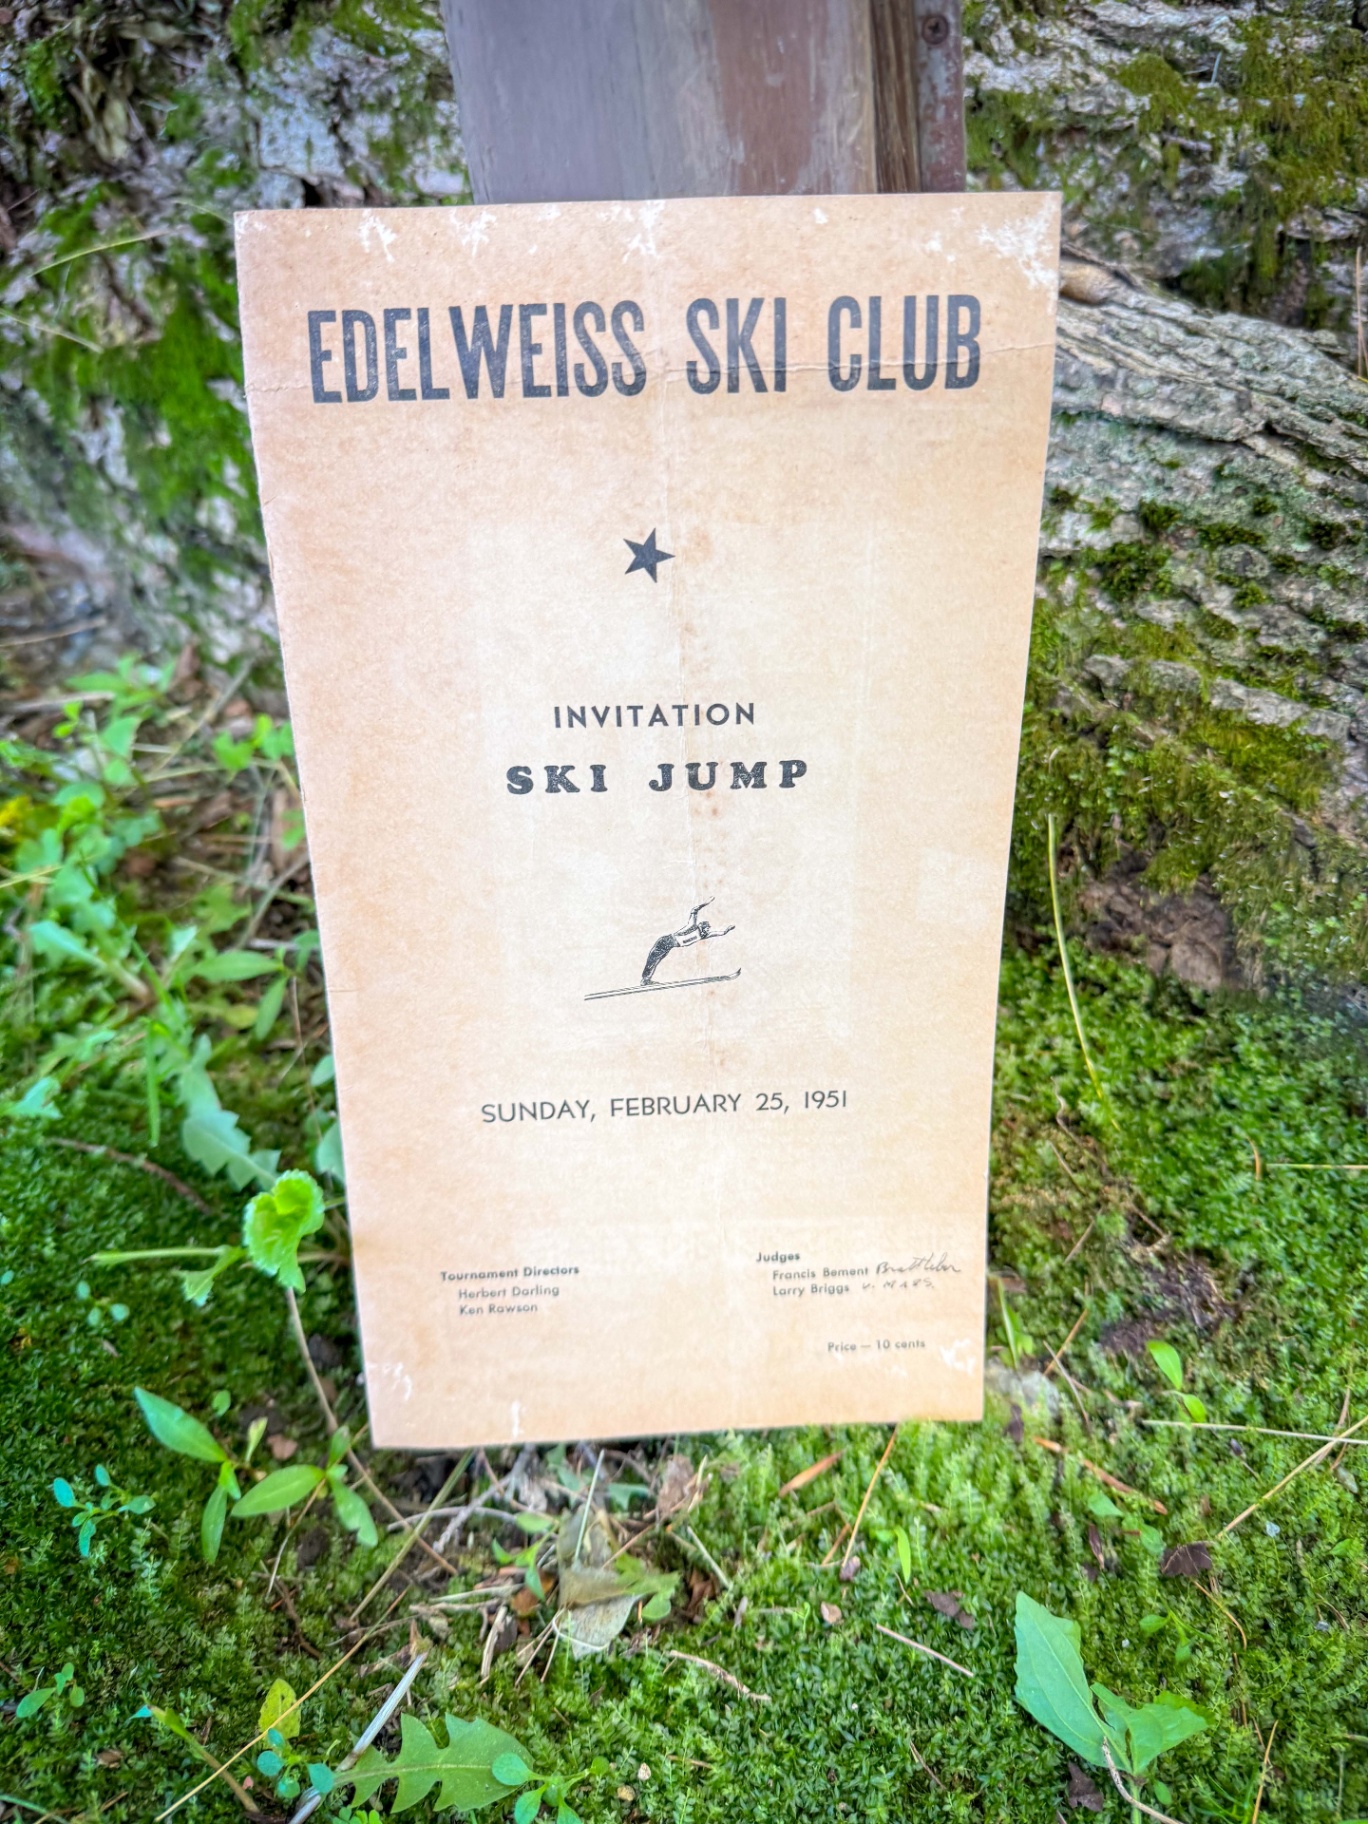 EDELWEISS SKI CLUB
INVITATION
SKI JUMP
SUNDAY, FEBRUARY 25, 1951
Tournament Directors
Herbert Darling
Ken Rawson
Judges
Francis Bement
Larry Briggs
Price — 10 cents